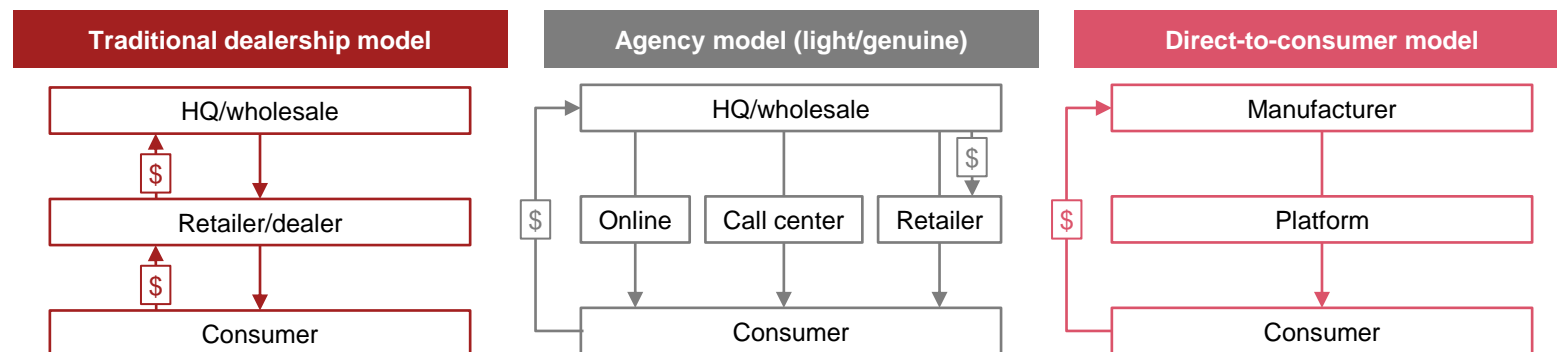 Traditional dealership model
HQ/wholesale
$
Retailer/dealer
$
Consumer
Agency model (light/genuine)
HQ/wholesale
$
Online
Call center
Retailer
$
Consumer
Direct-to-consumer model
Manufacturer
$
Platform
Consumer